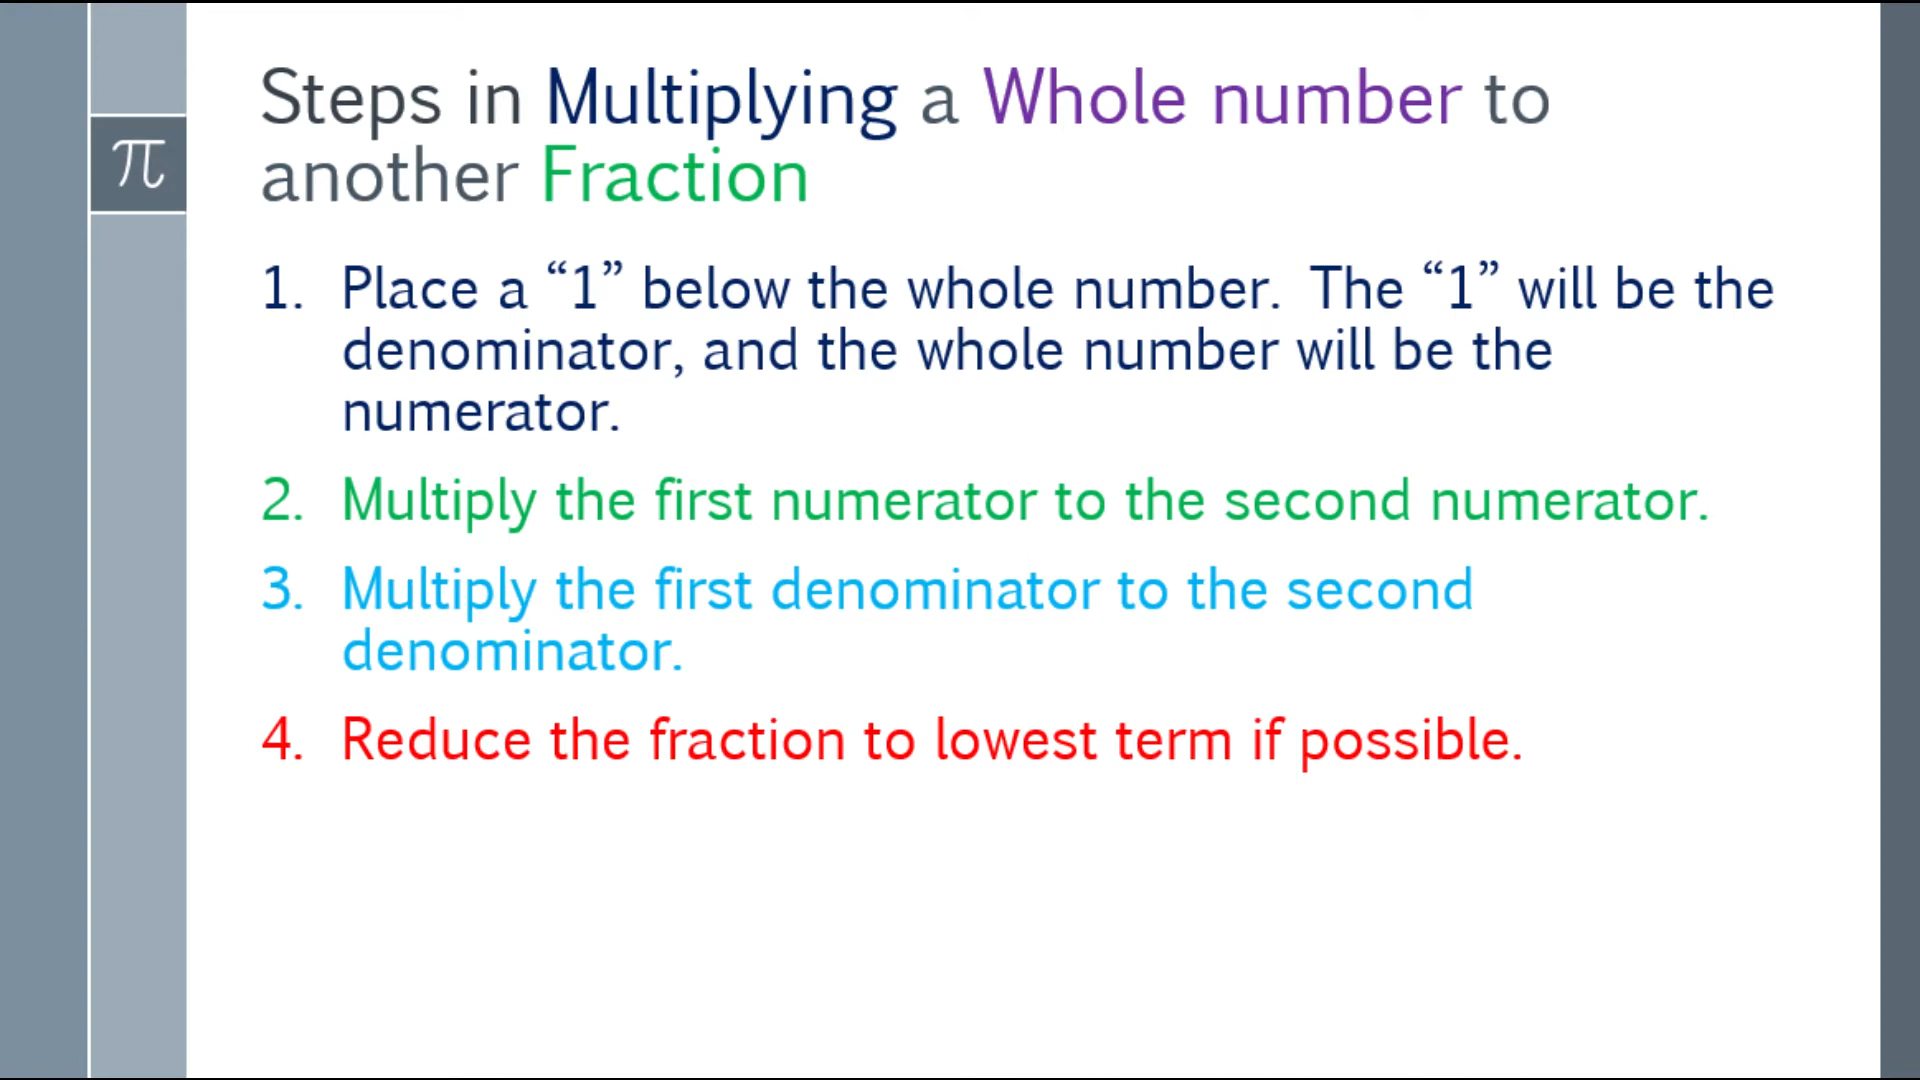 π
Steps in Multiplying a Whole number to
another Fraction
1. Place a “1” below the whole number. The “1” will be the
denominator, and the whole number will be the
numerator.
2. Multiply the first numerator to the second numerator.
3. Multiply the first denominator to the second
denominator.
4. Reduce the fraction to lowest term if possible.